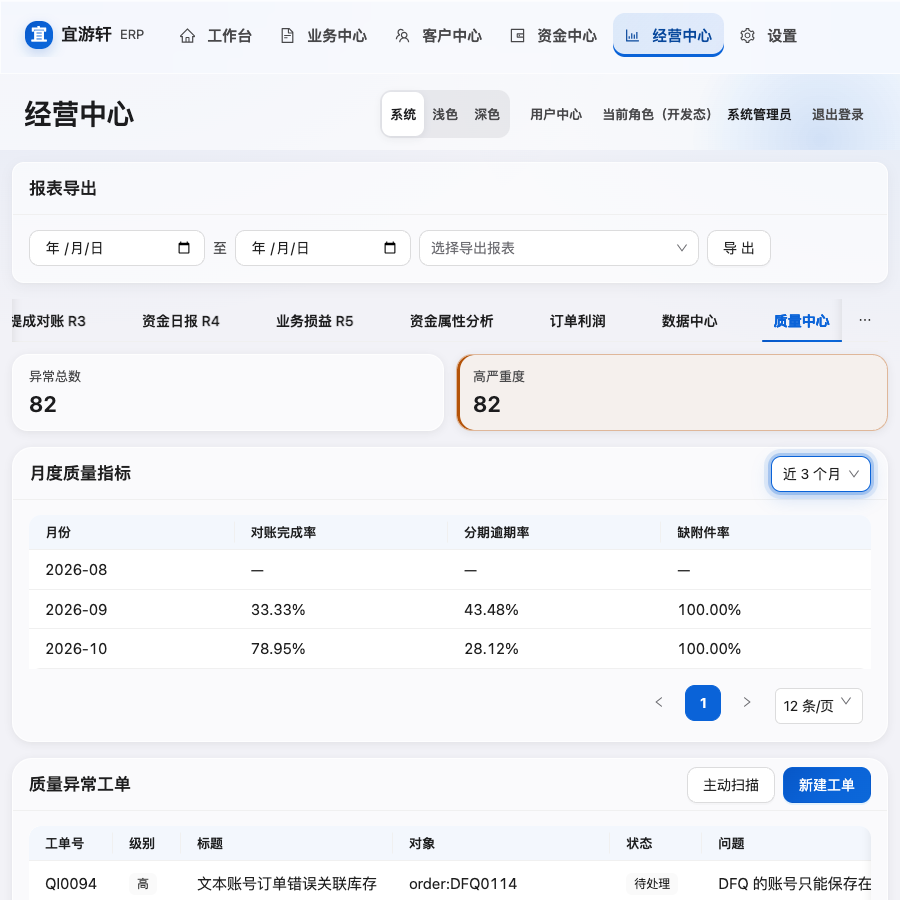 宜 宜游轩 ERP 工作台 业务中心 客户中心 资金中心 经营中心 设置
经营中心 系统 浅色 深色 用户中心 当前角色（开发态） 系统管理员 退出登录
报表导出
年 /月/日 至 年 /月/日 选择导出报表 导 出
提成对账 R3 资金日报 R4 业务损益 R5 资金属性分析 订单利润 数据中心 质量中心 ···
异常总数 高严重度
82 82
月度质量指标 近 3 个月
月份 对账完成率 分期逾期率 缺附件率
2026-08 — — —
2026-09 33.33% 43.48% 100.00%
2026-10 78.95% 28.12% 100.00%
< 1 > 12 条/页
质量异常工单 主动扫描 新建工单
工单号 级别 标题 对象 状态 问题
QI0094 高 文本账号订单错误关联库存 order:DFQ0114 待处理 DFQ 的账号只能保存在